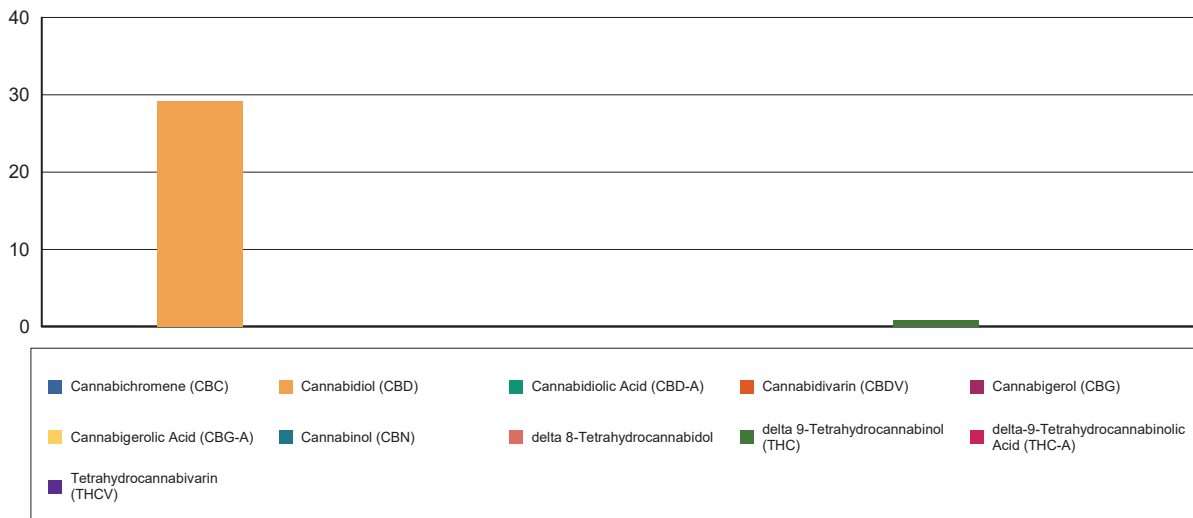 40
30
20
10
0
Cannabichromene (CBC)
Cannabidiol (CBD)
Cannabidiolic Acid (CBD-A)
Cannabidivarin (CBDV)
Cannabigerol (CBG)
Cannabigerolic Acid (CBG-A)
Cannabinol (CBN)
delta 8-Tetrahydrocannabidol
delta 9-Tetrahydrocannabinol
(THC)
delta-9-Tetrahydrocannabinolic
Acid (THC-A)
Tetrahydrocannabivarin
(THCV)